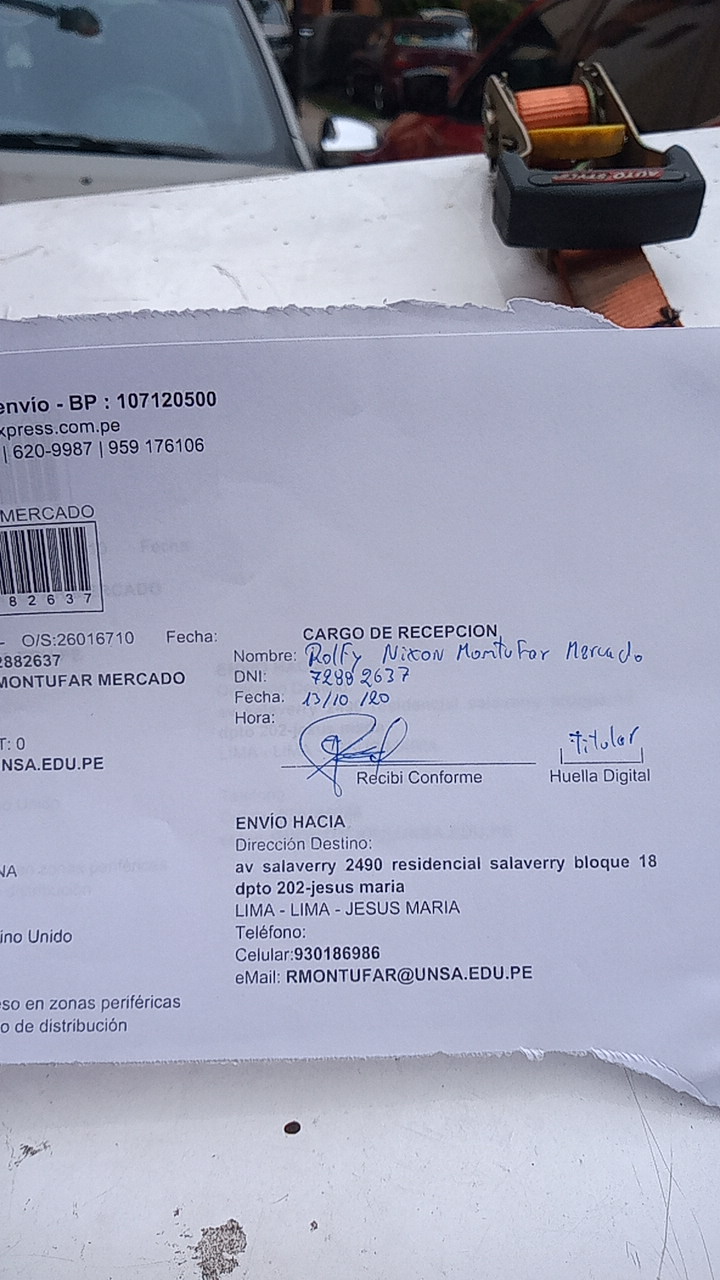 AUTO STYLE
envío - BP : 107120500
xpress.com.pe
| 620-9987 | 959 176106
MERCADO
8 2 6 3 7
- O/S:26016710 Fecha:
2882637
MONTUFAR MERCADO
T: 0
NSA.EDU.PE
NA
ino Unido
so en zonas periféricas
o de distribución
CARGO DE RECEPCION
Nombre: Rolfy Nixon Montufar Mercado
DNI: 72882637
Fecha: 13/10/20
Hora:
Titular
Recibi Conforme Huella Digital
ENVÍO HACIA
Dirección Destino:
av salaverry 2490 residencial salaverry bloque 18
dpto 202-jesus maria
LIMA - LIMA - JESUS MARIA
Teléfono:
Celular:930186986
eMail: RMONTUFAR@UNSA.EDU.PE